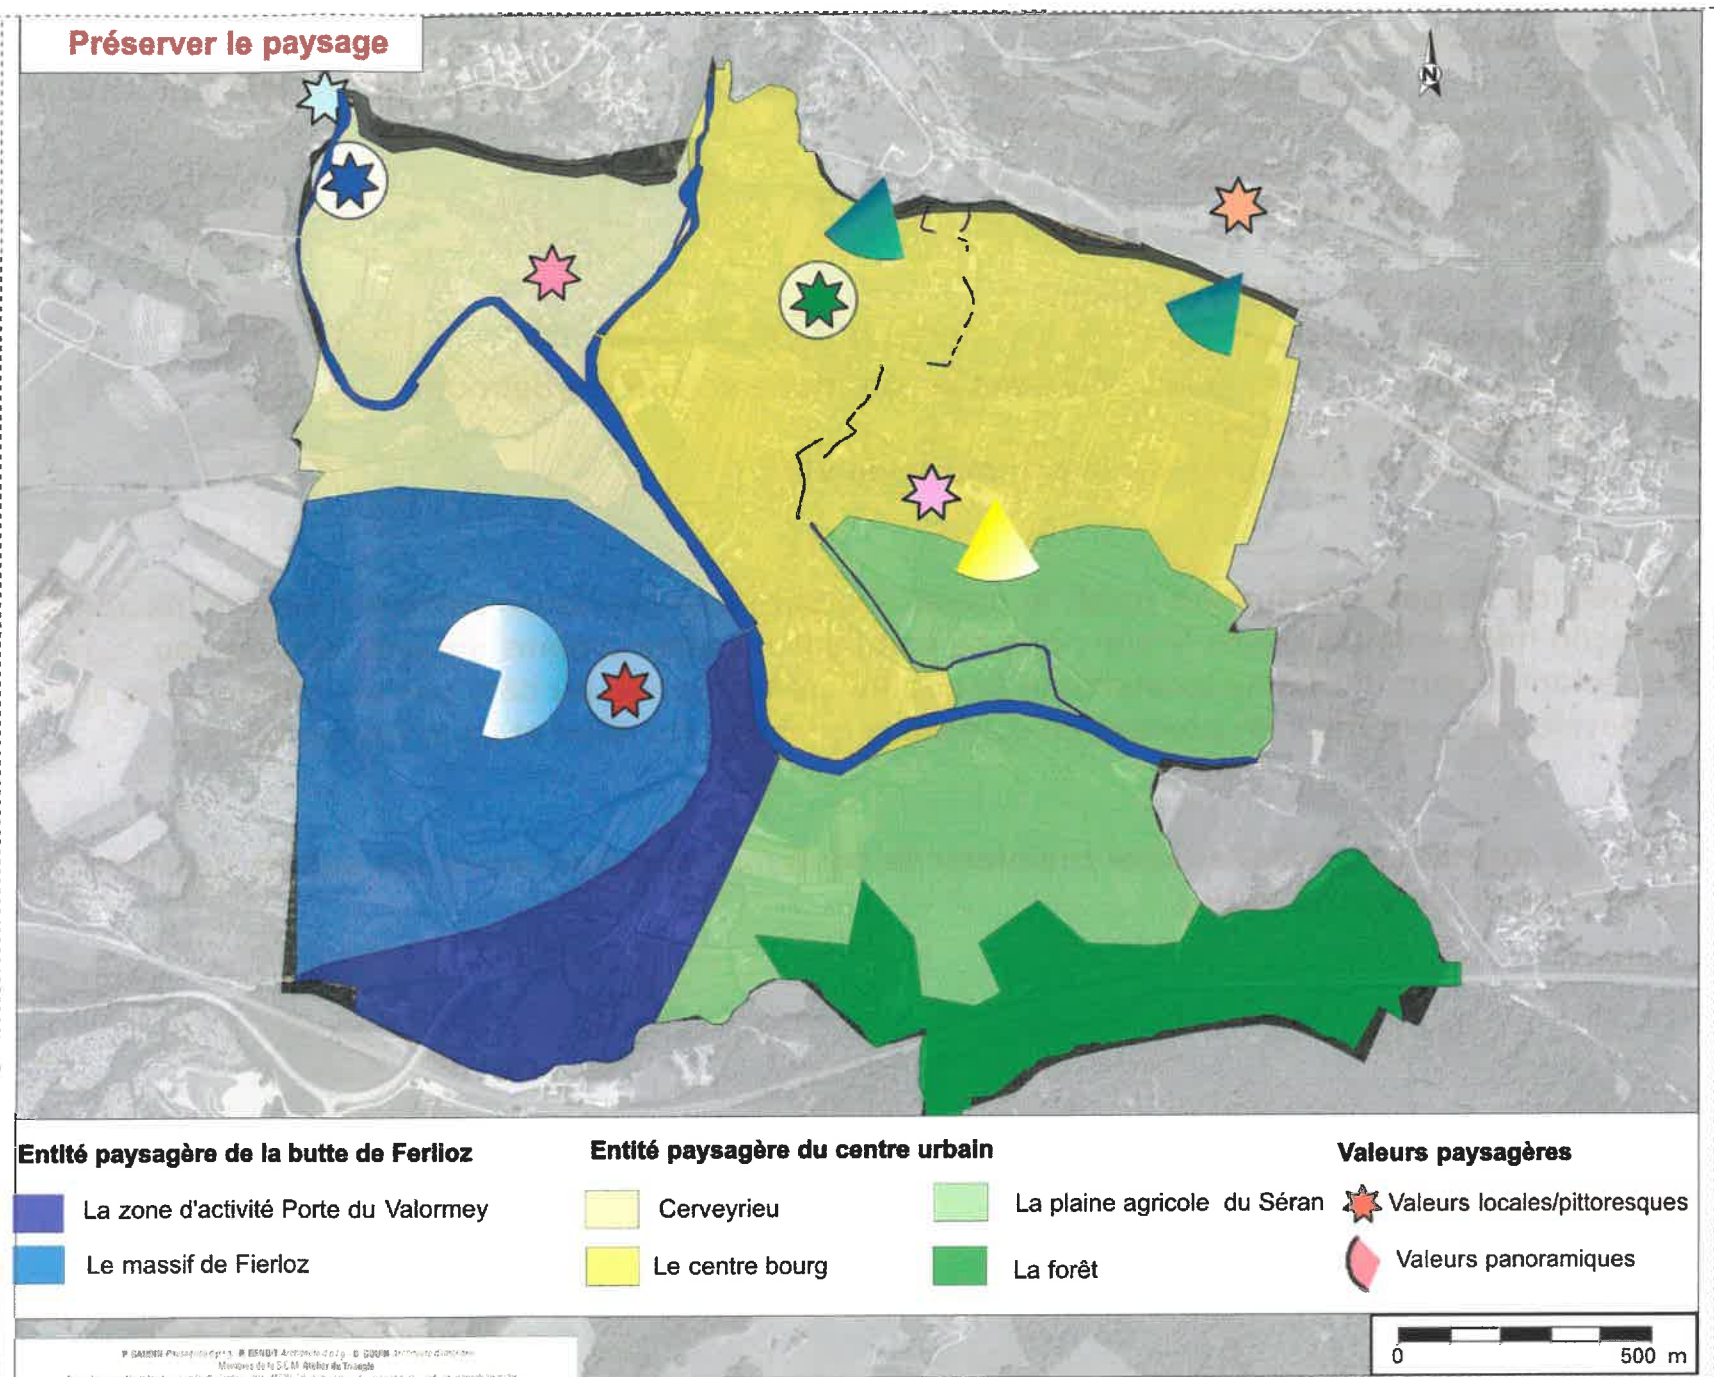 Préserver le paysage
N
Entité paysagère de la butte de Ferlioz
La zone d'activité Porte du Valormey
Le massif de Fierloz
Entité paysagère du centre urbain
Cerveyrieu
Le centre bourg
La plaine agricole du Séran
La forêt
Valeurs paysagères
Valeurs locales/pittoresques
Valeurs panoramiques
0 500 m